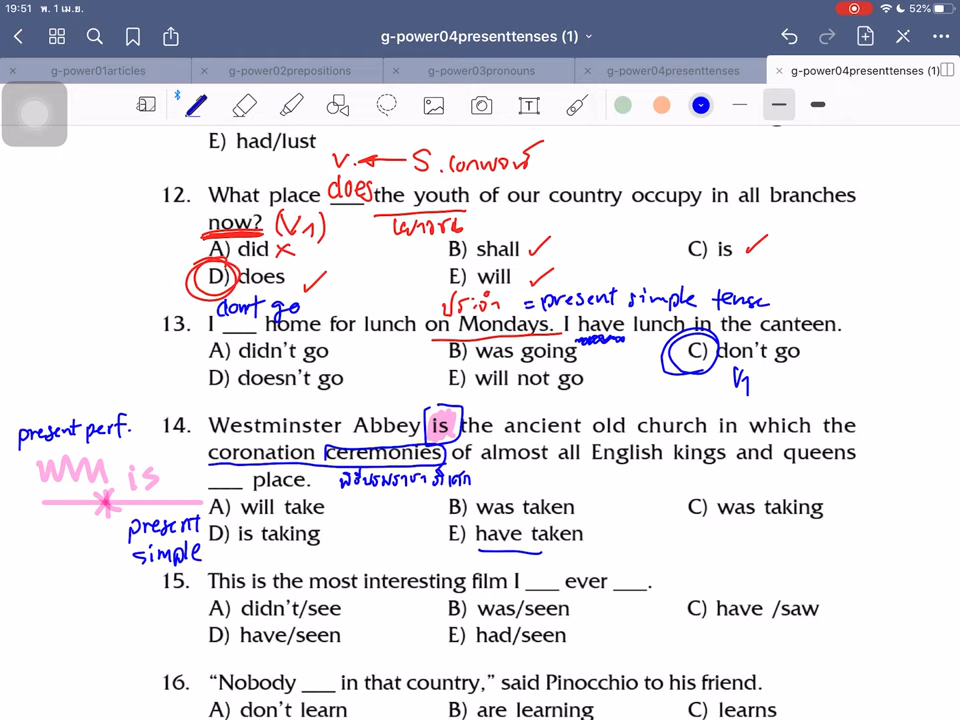 19:51 พ. 1 เม.ย. 52%
g-power04presenttenses (1)
g-power01articles g-power02prepositions g-power03pronouns g-power04presenttenses g-power04presenttenses (1)
E) had/lust
V. ← S. เอกพจน์
12. What place does the youth of our country occupy in all branches
now? (V1) เยาวชน
A) did B) shall C) is
D) does E) will
don't go ประจำ = present simple tense
13. I ___ home for lunch on Mondays. I have lunch in the canteen.
A) didn't go B) was going C) don't go
D) doesn't go E) will not go V1
present perf.
14. Westminster Abbey is the ancient old church in which the
coronation ceremonies of almost all English kings and queens
is
___ place. พิธีบรมราชาภิเษก
A) will take B) was taken C) was taking
present simple
D) is taking E) have taken
15. This is the most interesting film I ___ ever ___.
A) didn't/see B) was/seen C) have /saw
D) have/seen E) had/seen
16. “Nobody ___ in that country,” said Pinocchio to his friend.
A) don't learn B) are learning C) learns